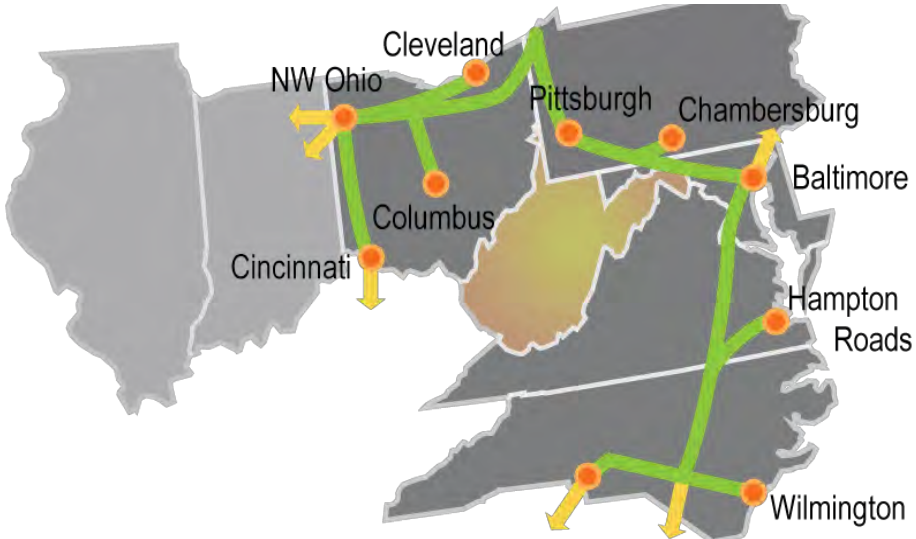 Cleveland
NW Ohio
Pittsburgh
Chambersburg
Baltimore
Columbus
Cincinnati
Hampton
Roads
Wilmington